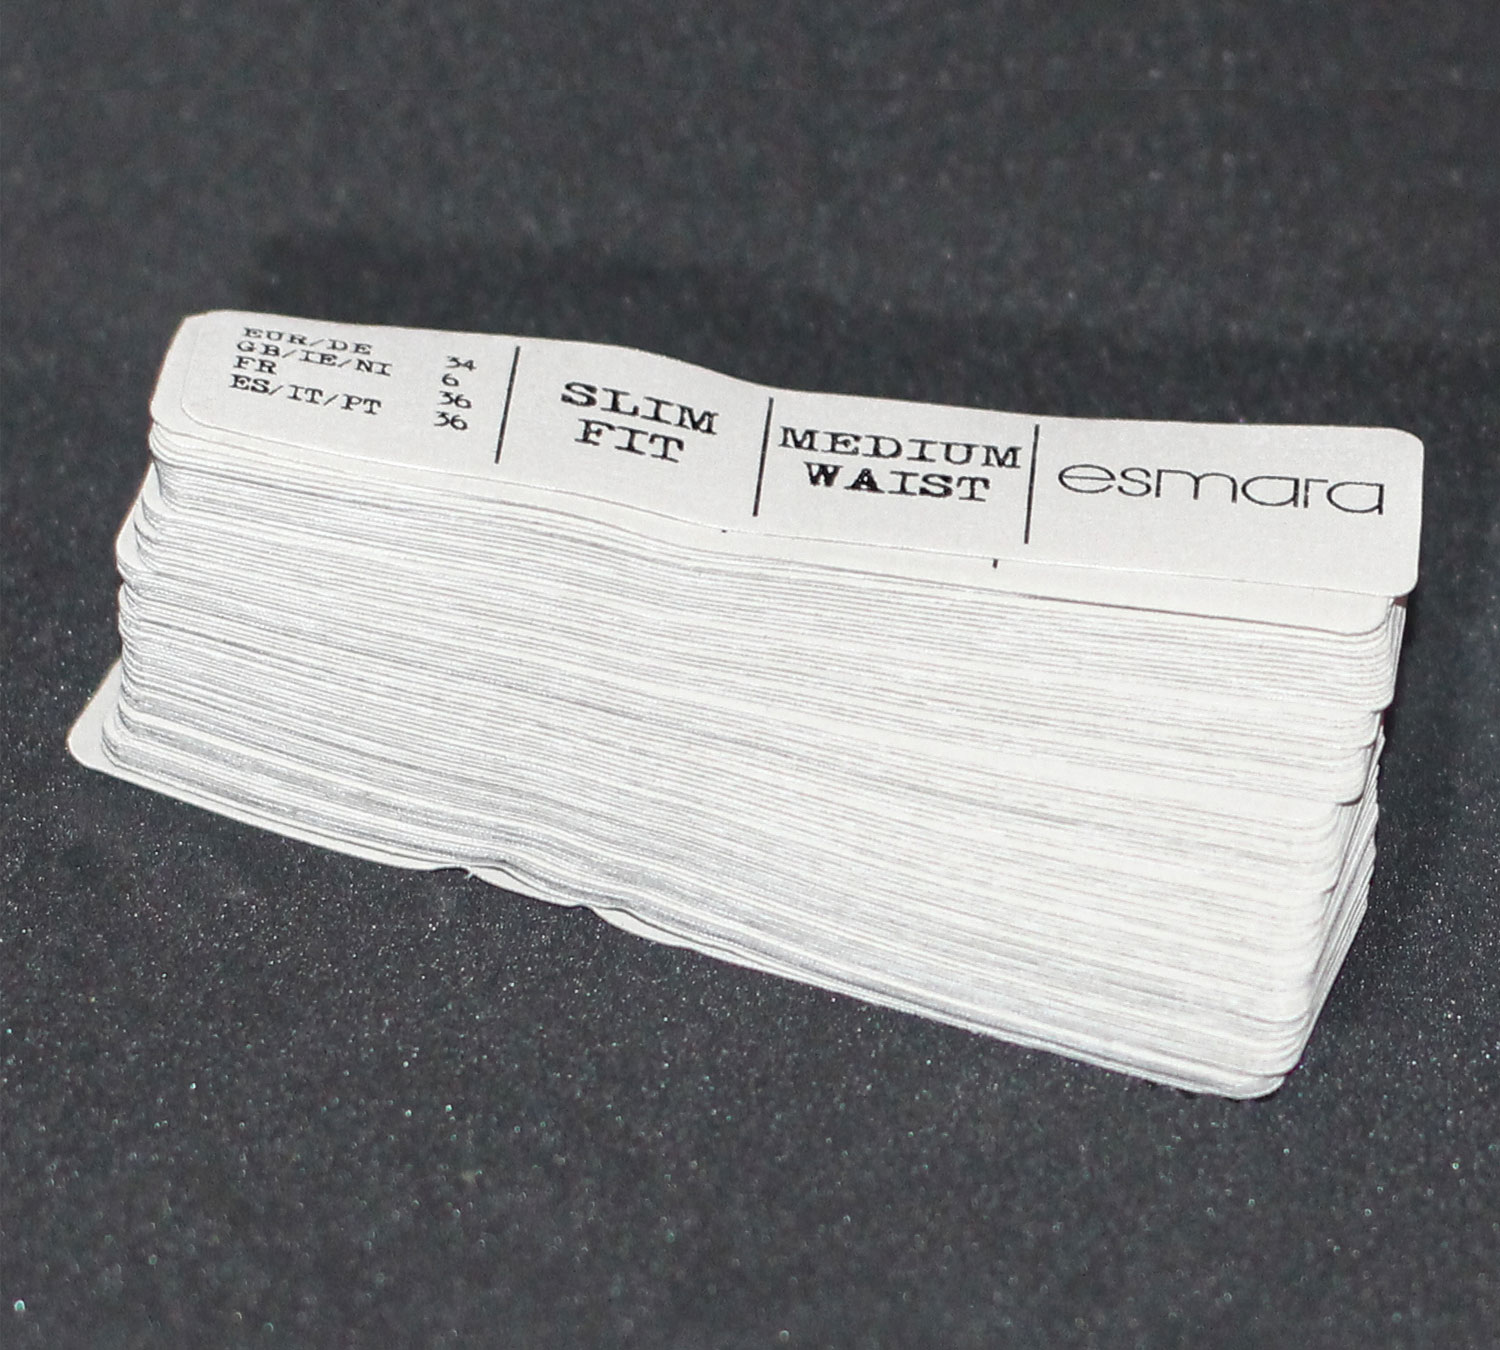 EUR/DE 34
GB/IE/NI 6
FR 36
ES/IT/PT 36
SLIM
FIT
MEDIUM
WAIST
esmara